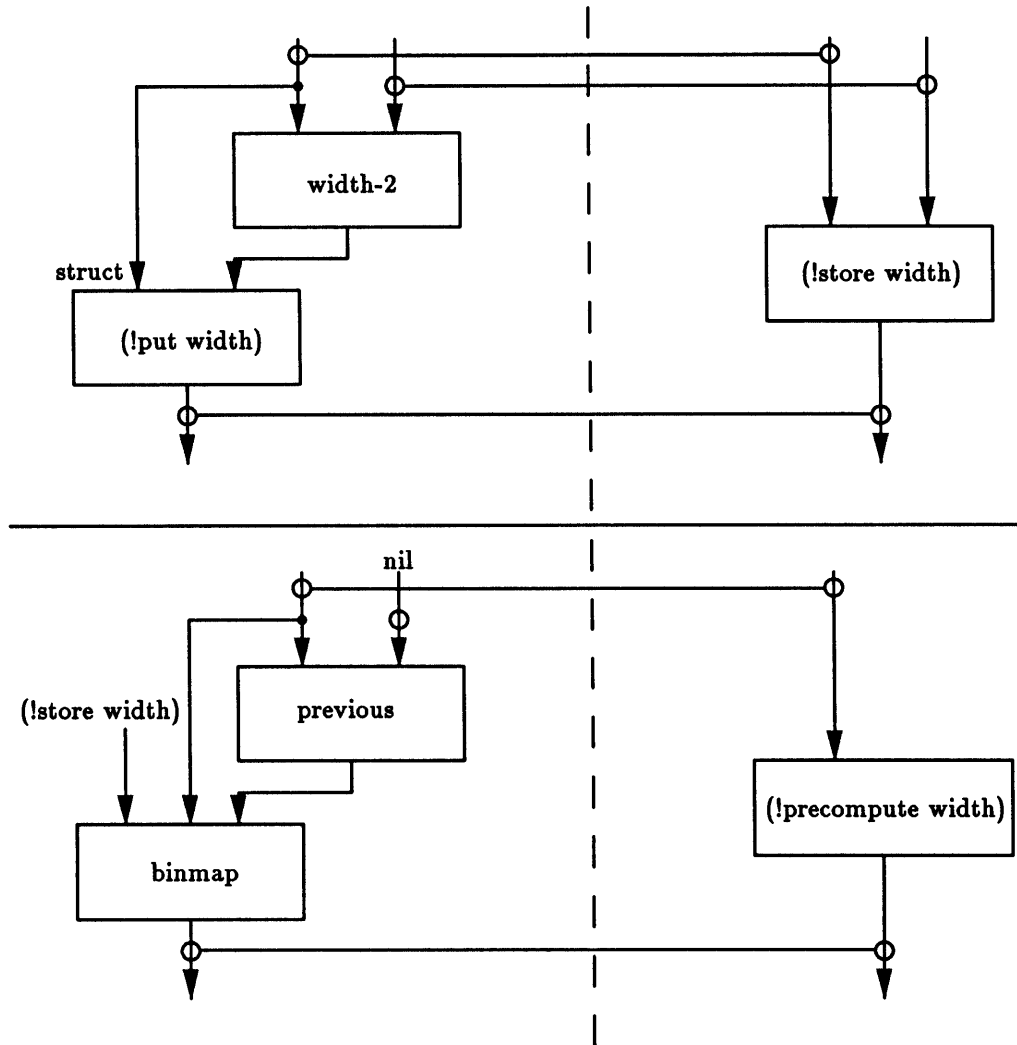 width-2
struct
(!store width)
(!put width)
nil
(!store width)
previous
(!precompute width)
binmap